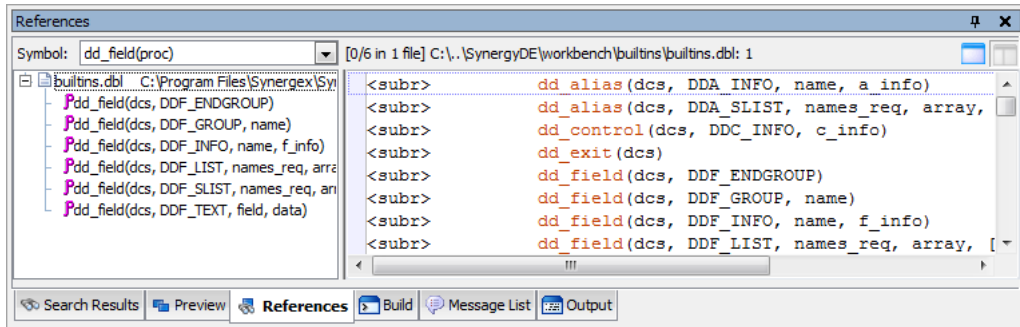 References
Symbol: dd_field(proc) [0/6 in 1 file] C:\..\SynergyDE\workbench\builtins\builtins.dbl: 1
builtins.dbl C:\Program Files\Synergex\Syn
dd_field(dcs, DDF_ENDGROUP)
dd_field(dcs, DDF_GROUP, name)
dd_field(dcs, DDF_INFO, name, f_info)
dd_field(dcs, DDF_LIST, names_req, arra
dd_field(dcs, DDF_SLIST, names_req, arr
dd_field(dcs, DDF_TEXT, field, data)
<subr> dd_alias(dcs, DDA_INFO, name, a_info)
<subr> dd_alias(dcs, DDA_SLIST, names_req, array,
<subr> dd_control(dcs, DDC_INFO, c_info)
<subr> dd_exit(dcs)
<subr> dd_field(dcs, DDF_ENDGROUP)
<subr> dd_field(dcs, DDF_GROUP, name)
<subr> dd_field(dcs, DDF_INFO, name, f_info)
<subr> dd_field(dcs, DDF_LIST, names_req, array, [
Search Results Preview References Build Message List Output